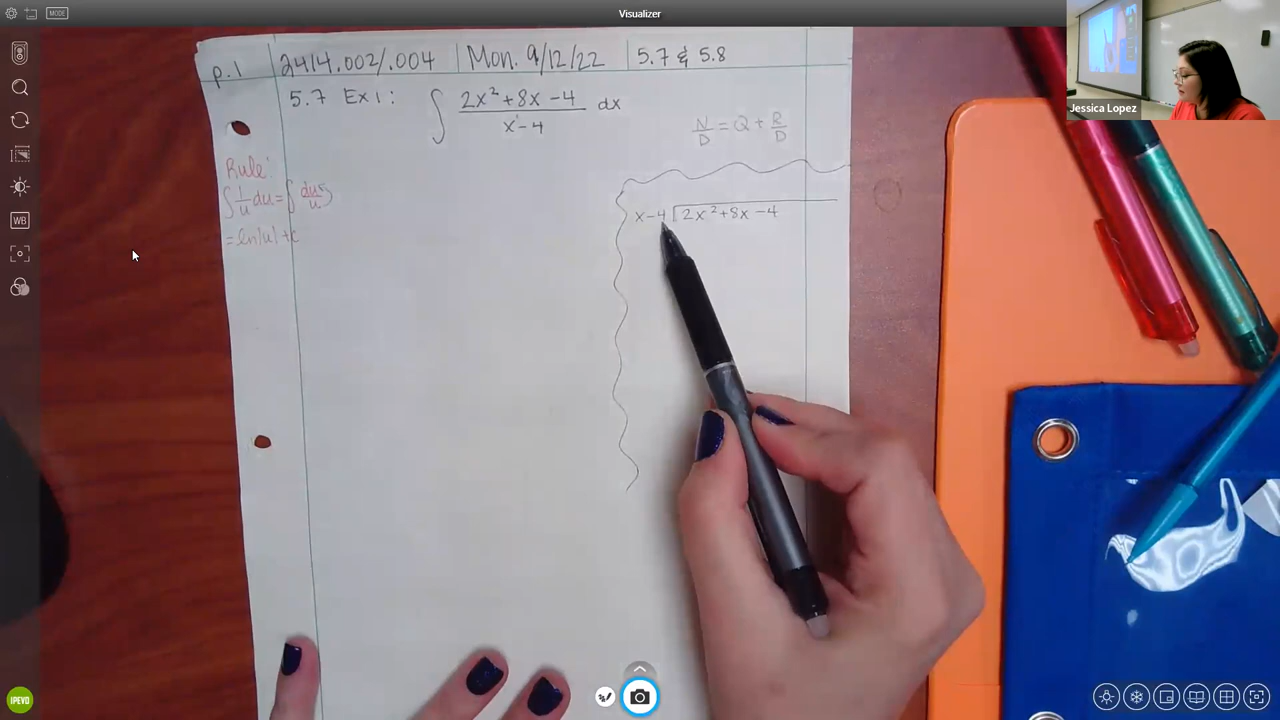 MODE
Visualizer
Jessica Lopez
p.1
2414.002/.004
Mon. 9/12/22
5.7 & 5.8
5.7 Ex 1: ∫ (2x² + 8x - 4)/(x¹ - 4) dx
N/D = Q + R/D
Rule:
∫ 1/u du = ∫ du/u
= ln|u| + c
x-4 ⟌ 2x² + 8x - 4
WB
IPEVO